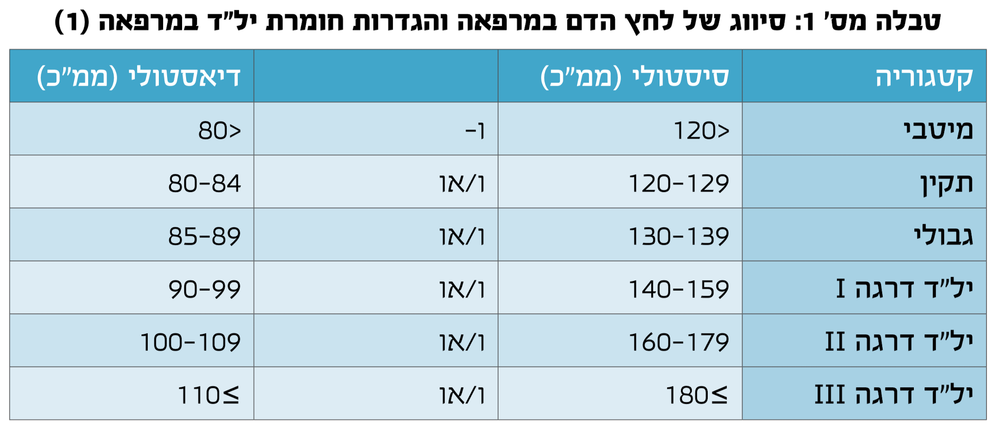 טבלה מס' 1: סיווג של לחץ הדם במרפאה והגדרות חומרת יל"ד במרפאה (1)
קטגוריה סיסטולי (ממ"כ) דיאסטולי (ממ"כ)
מיטבי <120 ו- <80
תקין 120-129 ו/או 80-84
גבולי 130-139 ו/או 85-89
יל"ד דרגה I 140-159 ו/או 90-99
יל"ד דרגה II 160-179 ו/או 100-109
יל"ד דרגה III ≥180 ו/או ≥110